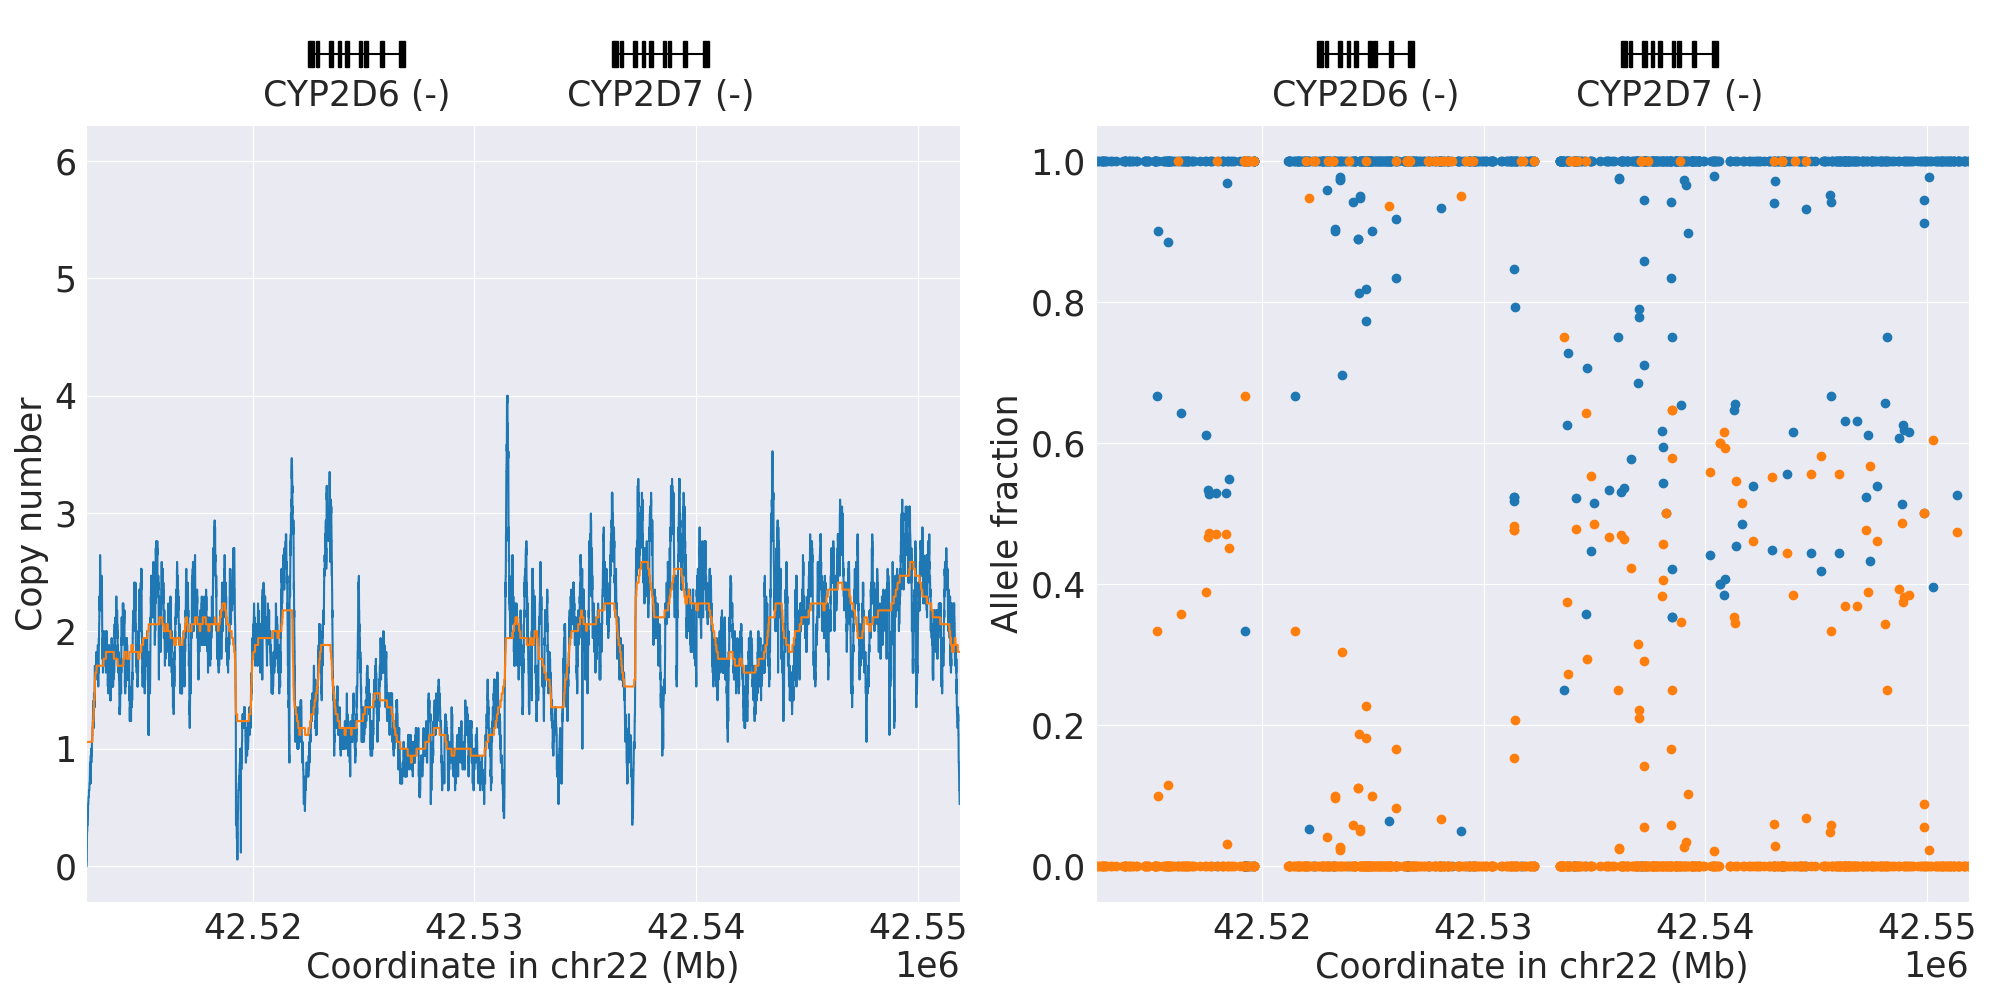 CYP2D6 (-) CYP2D7 (-)
6
5
4
3
2
1
0
Copy number
42.52 42.53 42.54 42.55
Coordinate in chr22 (Mb)
1e6
CYP2D6 (-) CYP2D7 (-)
1.0
0.8
0.6
0.4
0.2
0.0
Allele fraction
42.52 42.53 42.54 42.55
Coordinate in chr22 (Mb)
1e6